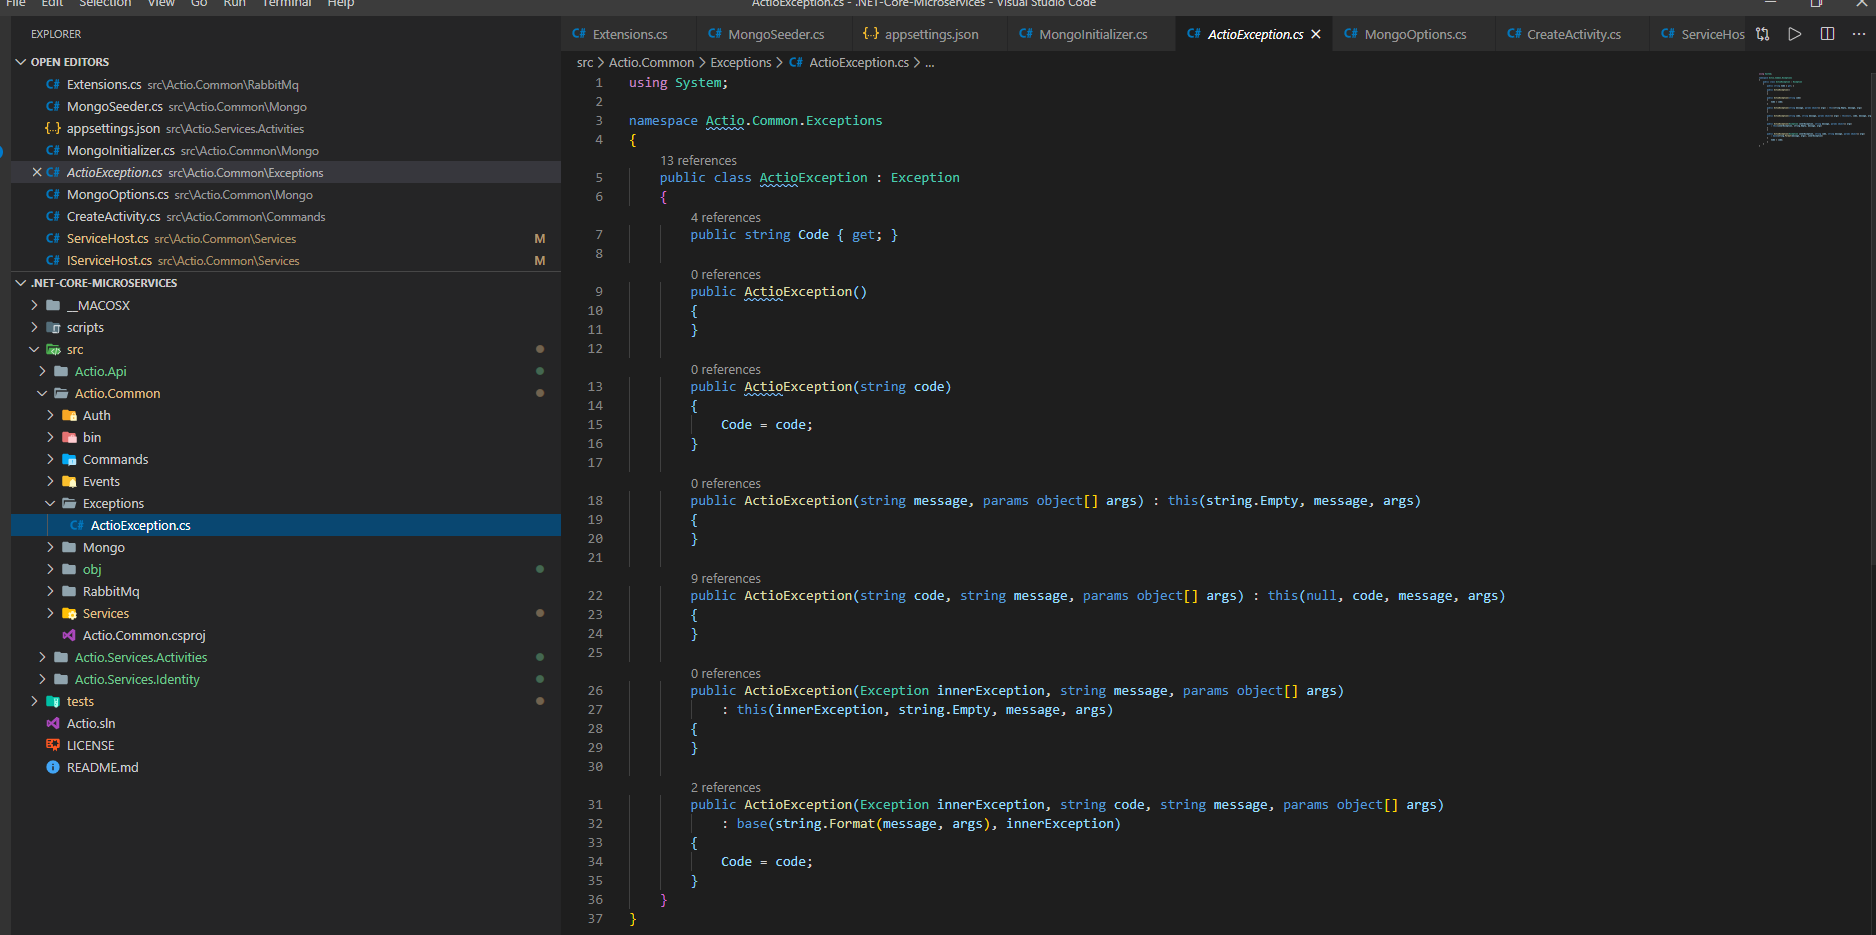 File Edit Selection View Go Run Terminal Help
ActioException.cs - .NET-Core-Microservices - Visual Studio Code
EXPLORER
OPEN EDITORS
C# Extensions.cs src\Actio.Common\RabbitMq
C# MongoSeeder.cs src\Actio.Common\Mongo
{..} appsettings.json src\Actio.Services.Activities
C# MongoInitializer.cs src\Actio.Common\Mongo
C# ActioException.cs src\Actio.Common\Exceptions
C# MongoOptions.cs src\Actio.Common\Mongo
C# CreateActivity.cs src\Actio.Common\Commands
C# ServiceHost.cs src\Actio.Common\Services M
C# IServiceHost.cs src\Actio.Common\Services M
.NET-CORE-MICROSERVICES
__MACOSX
scripts
src
Actio.Api
Actio.Common
Auth
bin
Commands
Events
Exceptions
C# ActioException.cs
Mongo
obj
RabbitMq
Services
Actio.Common.csproj
Actio.Services.Activities
Actio.Services.Identity
tests
Actio.sln
LICENSE
README.md
C# Extensions.cs C# MongoSeeder.cs {..} appsettings.json C# MongoInitializer.cs C# ActioException.cs C# MongoOptions.cs C# CreateActivity.cs C# ServiceHos
src > Actio.Common > Exceptions > C# ActioException.cs > ...
1 using System;
2
3 namespace Actio.Common.Exceptions
4 {
13 references
5 public class ActioException : Exception
6 {
4 references
7 public string Code { get; }
8
0 references
9 public ActioException()
10 {
11 }
12
0 references
13 public ActioException(string code)
14 {
15 Code = code;
16 }
17
0 references
18 public ActioException(string message, params object[] args) : this(string.Empty, message, args)
19 {
20 }
21
9 references
22 public ActioException(string code, string message, params object[] args) : this(null, code, message, args)
23 {
24 }
25
0 references
26 public ActioException(Exception innerException, string message, params object[] args)
27 : this(innerException, string.Empty, message, args)
28 {
29 }
30
2 references
31 public ActioException(Exception innerException, string code, string message, params object[] args)
32 : base(string.Format(message, args), innerException)
33 {
34 Code = code;
35 }
36 }
37 }